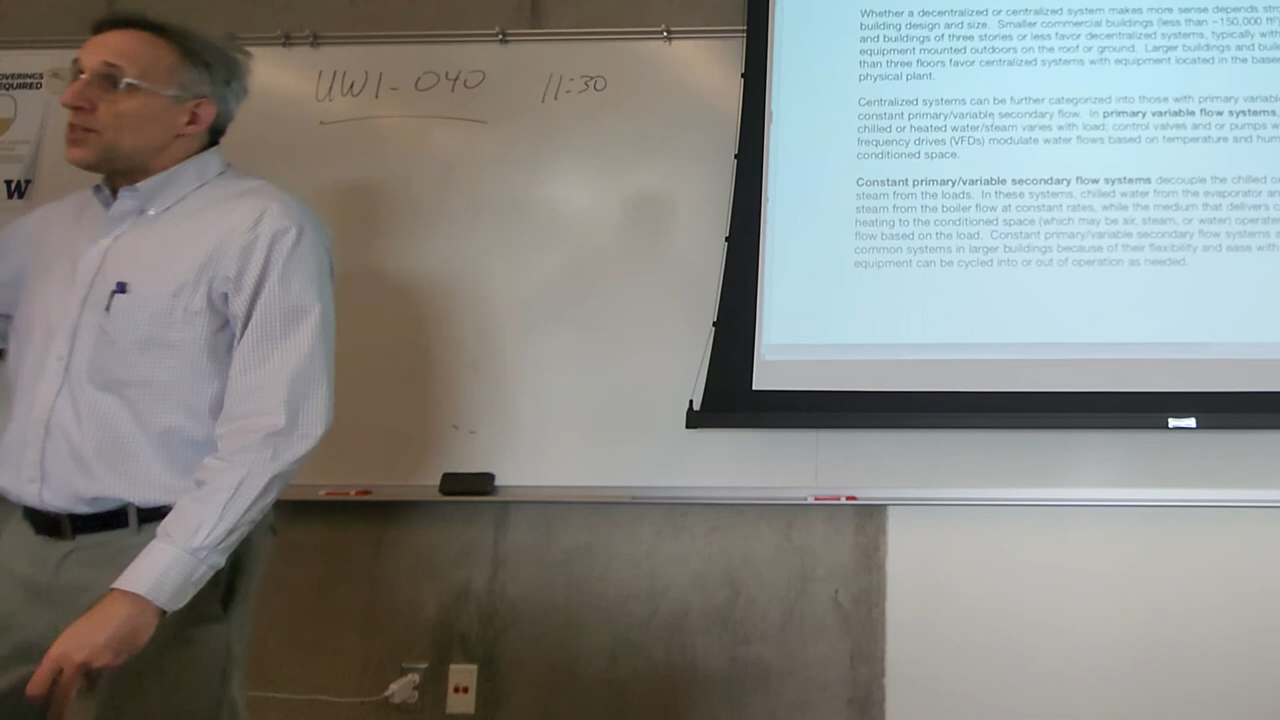 OVERINGS
EQUIRED
W
UW1-040 11:30
Whether a decentralized or centralized system makes more sense depends
building design and size. Smaller commercial buildings (less than ~150,000
and buildings of three stories or less favor decentralized systems, typically with
equipment mounted outdoors on the roof or ground. Larger buildings and
than three floors favor centralized systems with equipment located in the
physical plant.
Centralized systems can be further categorized into those with primary
constant primary/variable secondary flow. In primary variable flow systems,
chilled or heated water/steam varies with load; control valves and or pumps
frequency drives (VFDs) modulate water flows based on temperature and
conditioned space.
Constant primary/variable secondary flow systems decouple the chilled
steam from the loads. In these systems, chilled water from the evaporator
steam from the boiler flow at constant rates, while the medium that delivers
heating to the conditioned space (which may be air, steam, or water)
flow based on the load. Constant primary/variable secondary flow systems
common systems in larger buildings because of their flexibility and ease with
equipment can be cycled into or out of operation as needed.